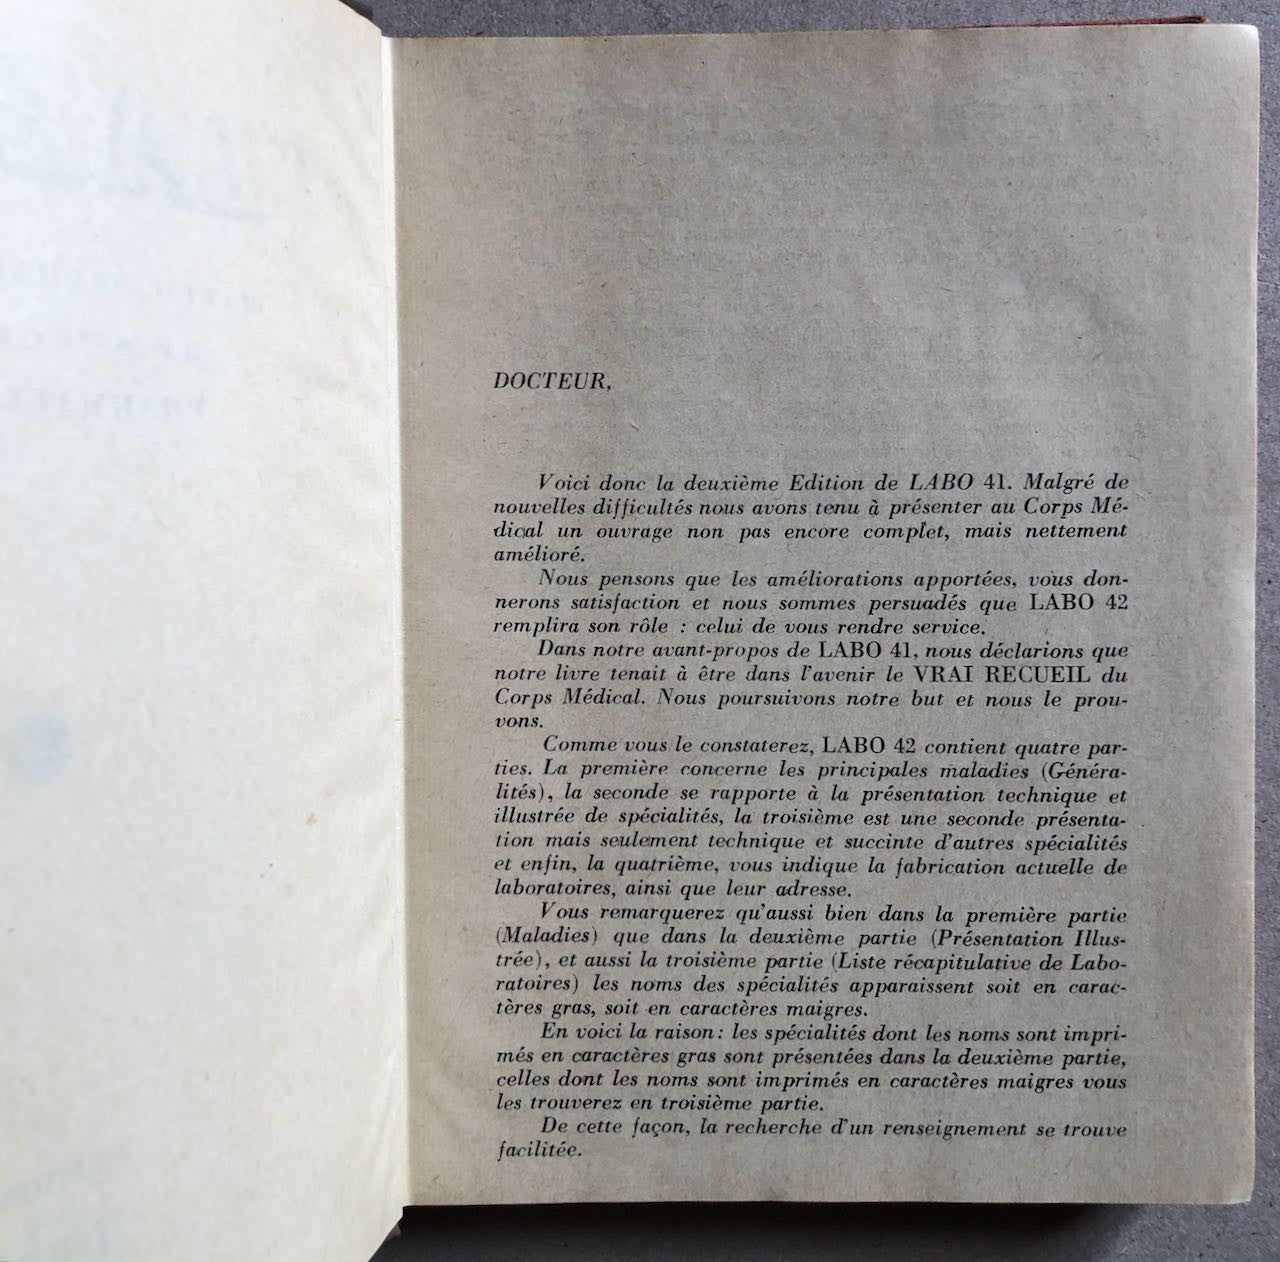 DOCTEUR,
Voici donc la deuxième Edition de LABO 41. Malgré de
nouvelles difficultés nous avons tenu à présenter au Corps Mé-
dical un ouvrage non pas encore complet, mais nettement
amélioré.
Nous pensons que les améliorations apportées, vous don-
nerons satisfaction et nous sommes persuadés que LABO 42
remplira son rôle : celui de vous rendre service.
Dans notre avant-propos de LABO 41, nous déclarions que
notre livre tenait à être dans l'avenir le VRAI RECUEIL du
Corps Médical. Nous poursuivons notre but et nous le prou-
vons.
Comme vous le constaterez, LABO 42 contient quatre par-
ties. La première concerne les principales maladies (Généra-
lités), la seconde se rapporte à la présentation technique et
illustrée de spécialités, la troisième est une seconde présenta-
tion mais seulement technique et succinte d'autres spécialités
et enfin, la quatrième, vous indique la fabrication actuelle de
laboratoires, ainsi que leur adresse.
Vous remarquerez qu'aussi bien dans la première partie
(Maladies) que dans la deuxième partie (Présentation Illus-
trée), et aussi la troisième partie (Liste récapitulative de Labo-
ratoires) les noms des spécialités apparaissent soit en carac-
tères gras, soit en caractères maigres.
En voici la raison: les spécialités dont les noms sont impri-
més en caractères gras sont présentées dans la deuxième partie,
celles dont les noms sont imprimés en caractères maigres vous
les trouverez en troisième partie.
De cette façon, la recherche d'un renseignement se trouve
facilitée.